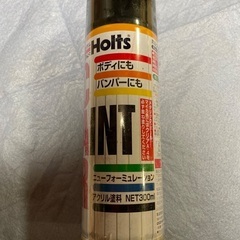 Holts
ボディにも
バンパーにも
INT
ニューフォーミュレーション
アクリル塗料 NET300ml